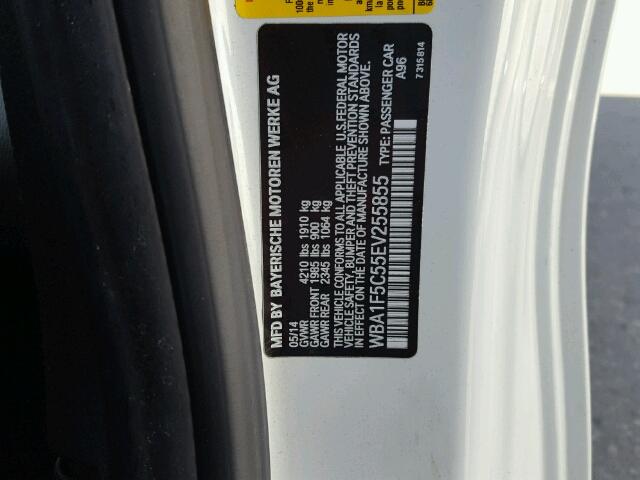 MFD BY BAYERISCHE MOTOREN WERKE AG
05/14
GVWR 4210 lbs 1910 kg
GAWR FRONT 1985 lbs 900 kg
GAWR REAR 2345 lbs 1064 kg
THIS VEHICLE CONFORMS TO ALL APPLICABLE U.S.FEDERAL MOTOR
VEHICLE SAFETY, BUMPER AND THEFT PREVENTION STANDARDS
IN EFFECT ON THE DATE OF MANUFACTURE SHOWN ABOVE.
WBA1F5C55EV255855 TYPE: PASSENGER CAR
A96
7315814